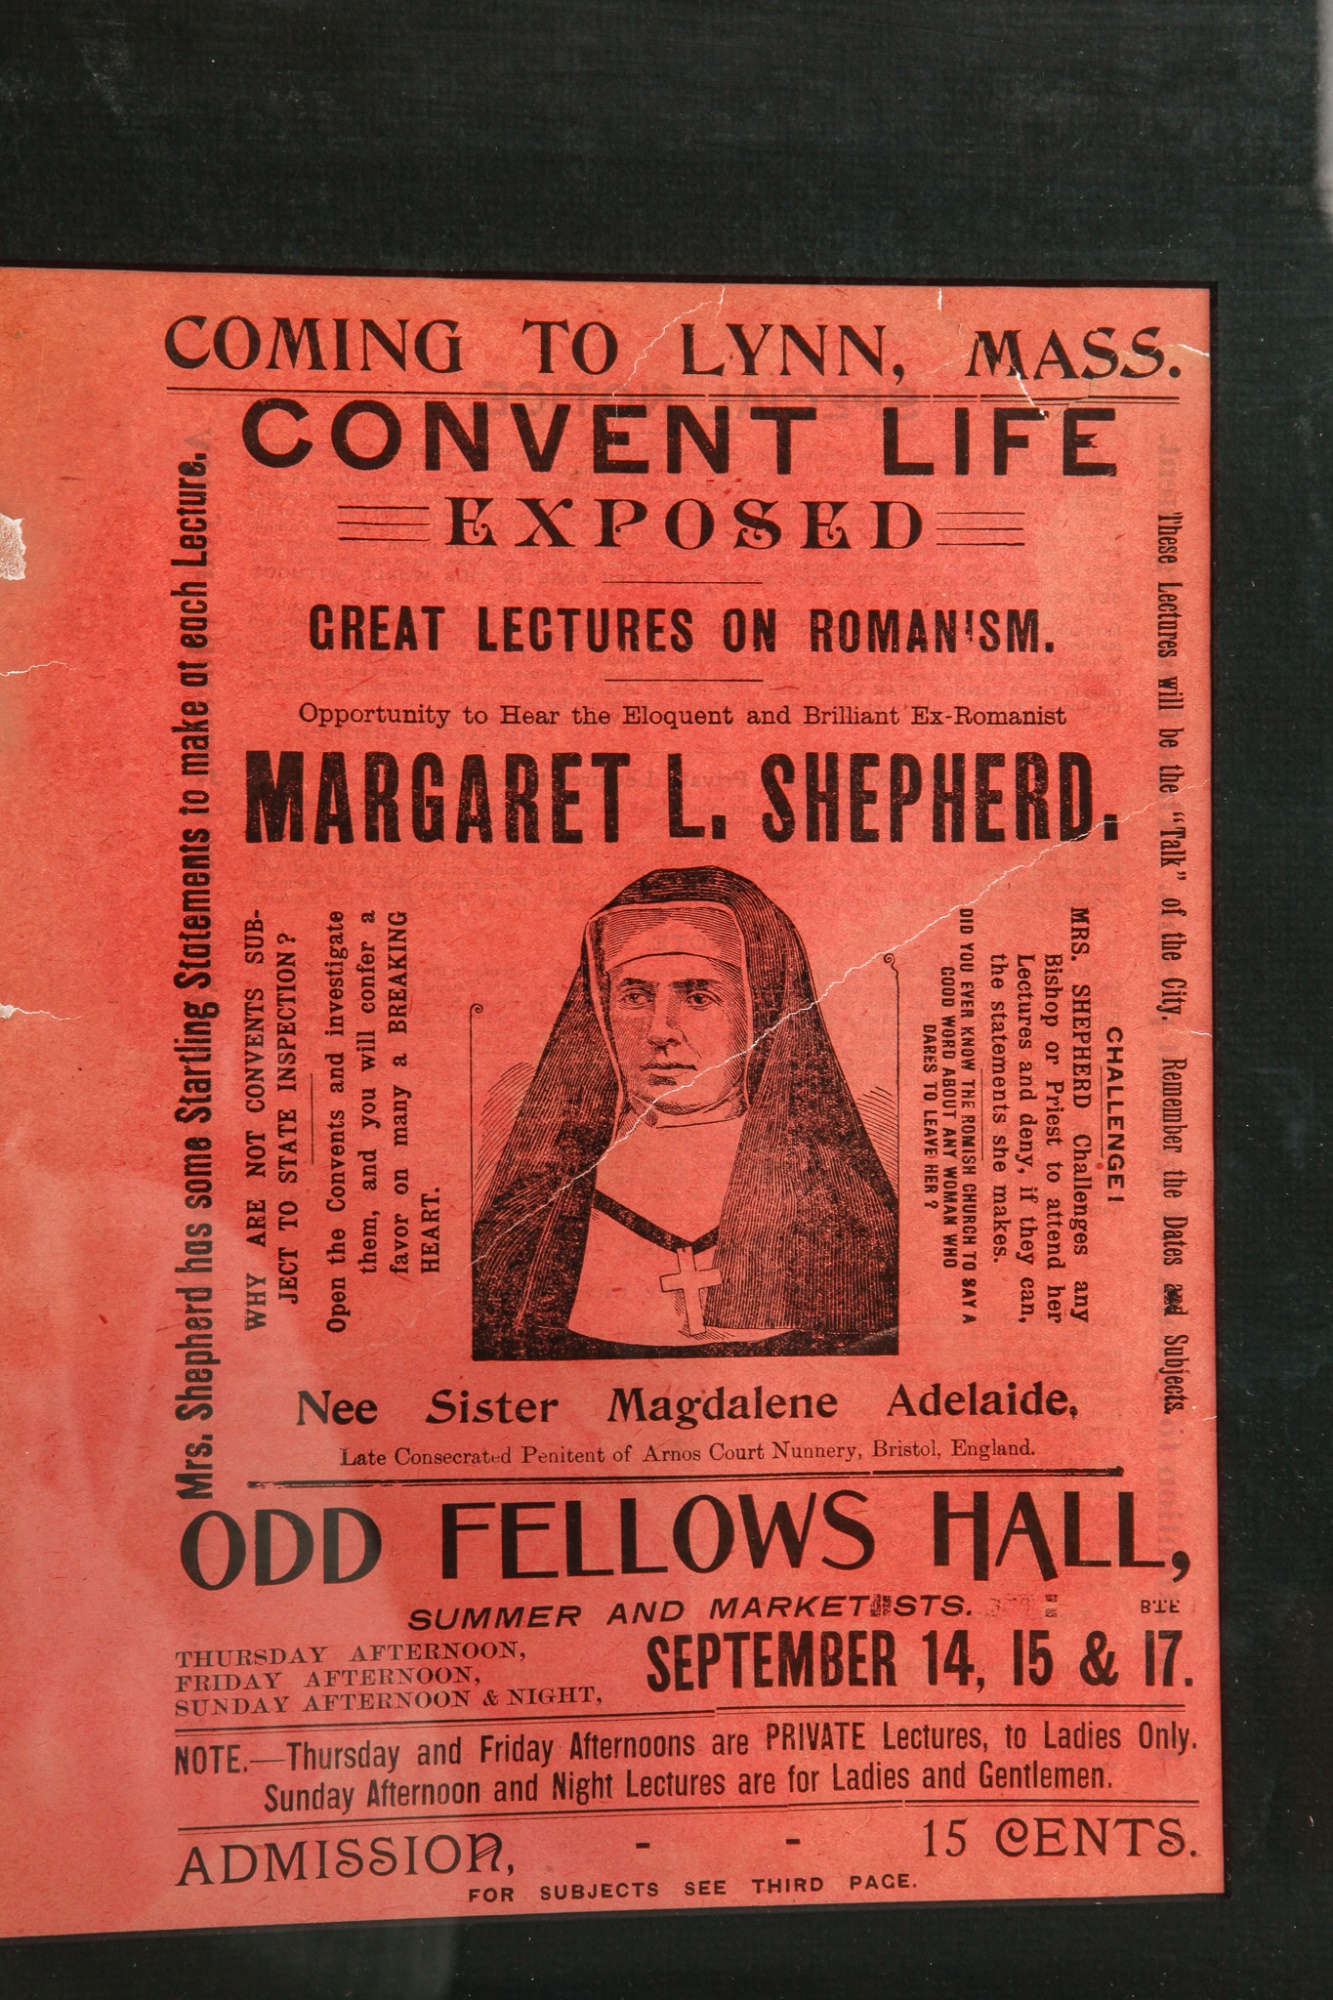 COMING TO LYNN, MASS.
CONVENT LIFE
EXPOSED
GREAT LECTURES ON ROMANISM.
Opportunity to Hear the Eloquent and Brilliant Ex-Romanist
MARGARET L. SHEPHERD.
Mrs. Shepherd has some Startling Statements to make at each Lecture.
WHY ARE NOT CONVENTS SUB-
JECT TO STATE INSPECTION?
Open the Convents and investigate
them, and you will confer a
favor on many a BREAKING
HEART.
CHALLENGE!
MRS. SHEPHERD Challenges any
Bishop or Priest to attend her
Lectures and deny, if they can,
the statements she makes.
DID YOU EVER KNOW THE ROMISH CHURCH TO SAY A
GOOD WORD ABOUT ANY WOMAN WHO
DARES TO LEAVE HER?
These Lectures will be the "Talk" of the City. Remember the Dates and Subjects.
Nee Sister Magdalene Adelaide,
Late Consecrated Penitent of Arnos Court Nunnery, Bristol, England.
ODD FELLOWS HALL,
SUMMER AND MARKET STS.
THURSDAY AFTERNOON,
FRIDAY AFTERNOON,
SUNDAY AFTERNOON & NIGHT,
SEPTEMBER 14, 15 & 17.
NOTE.—Thursday and Friday Afternoons are PRIVATE Lectures, to Ladies Only.
Sunday Afternoon and Night Lectures are for Ladies and Gentlemen.
ADMISSION, - - 15 CENTS.
FOR SUBJECTS SEE THIRD PAGE.